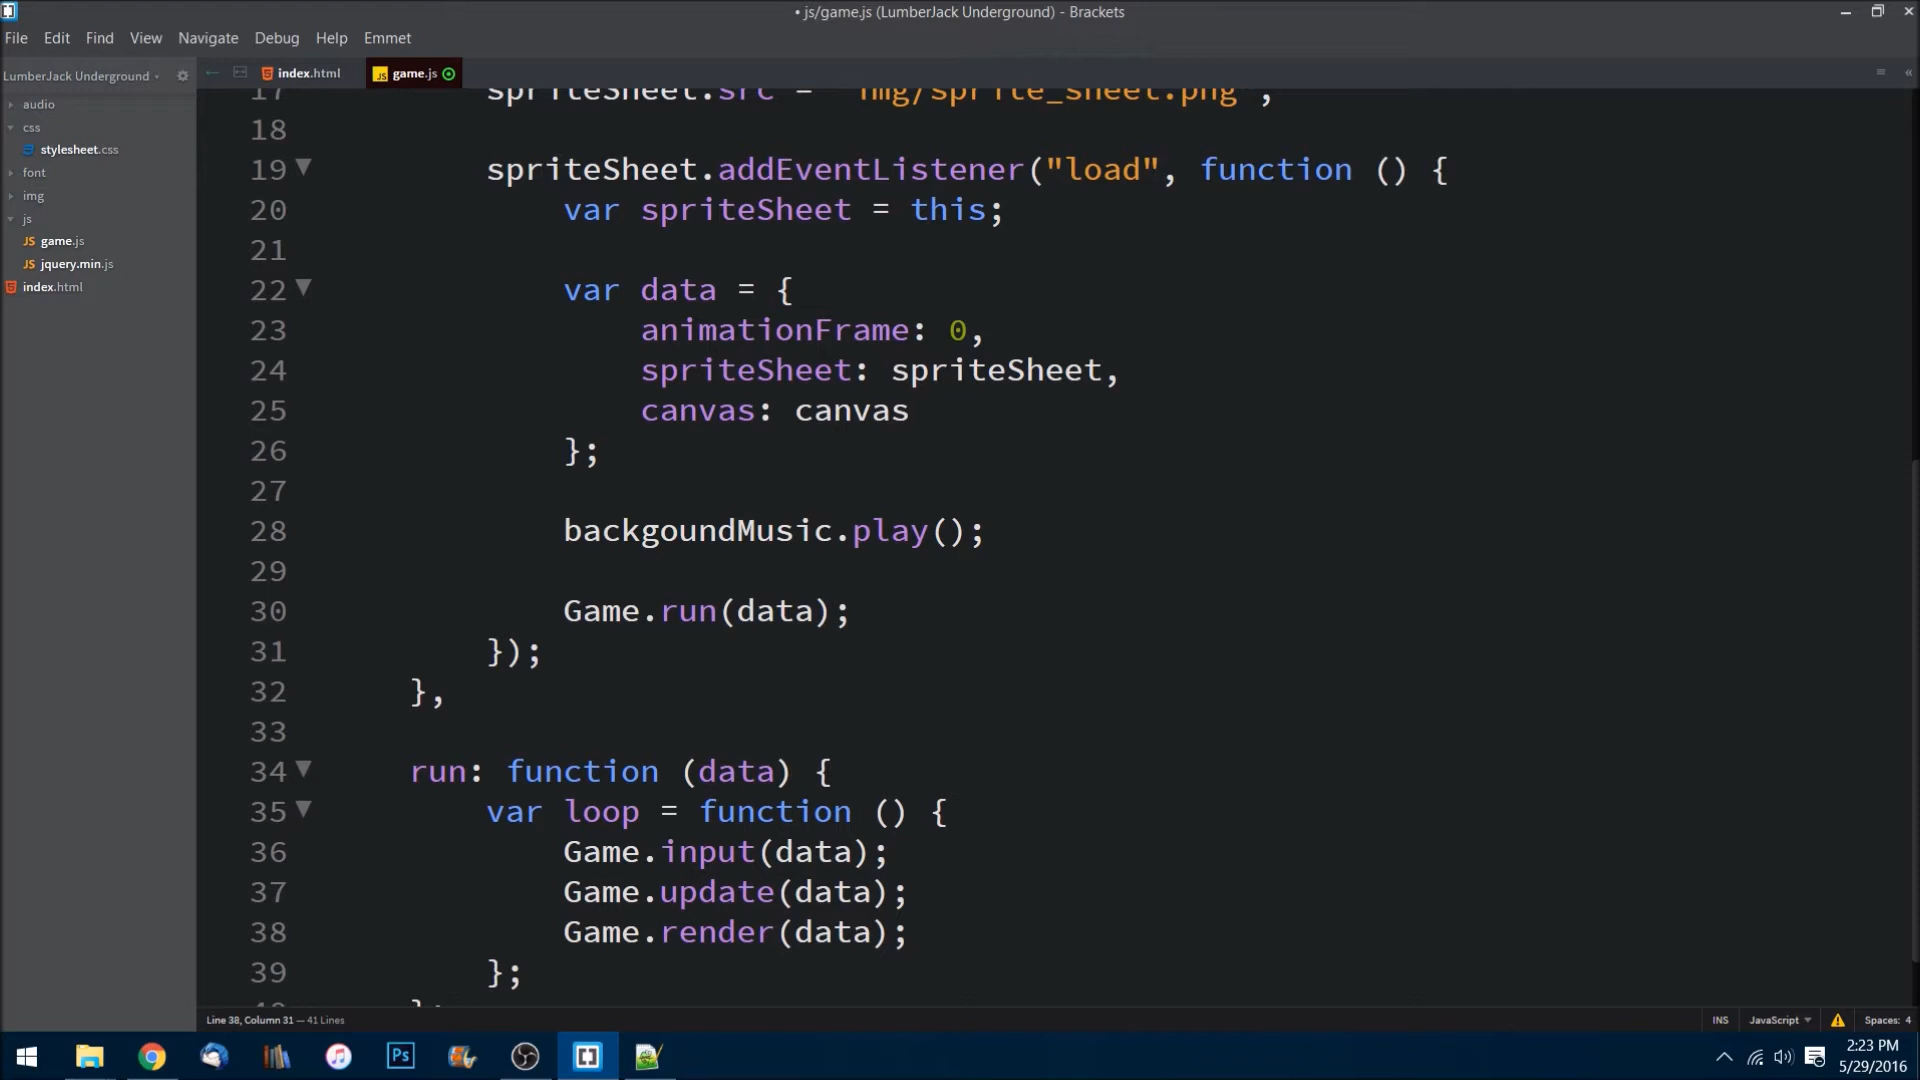 • js/game.js (LumberJack Underground) - Brackets
File Edit Find View Navigate Debug Help Emmet
LumberJack Underground
index.html
game.js
audio
css
stylesheet.css
font
img
js
JS game.js
JS jquery.min.js
index.html
17 spriteSheet.src = "img/sprite_sheet.png";
18
19 spriteSheet.addEventListener("load", function () {
20 var spriteSheet = this;
21
22 var data = {
23 animationFrame: 0,
24 spriteSheet: spriteSheet,
25 canvas: canvas
26 };
27
28 backgoundMusic.play();
29
30 Game.run(data);
31 });
32 },
33
34 run: function (data) {
35 var loop = function () {
36 Game.input(data);
37 Game.update(data);
38 Game.render(data);
39 };
Line 38, Column 31 — 41 Lines
INS JavaScript Spaces: 4
Ps
2:23 PM
5/29/2016